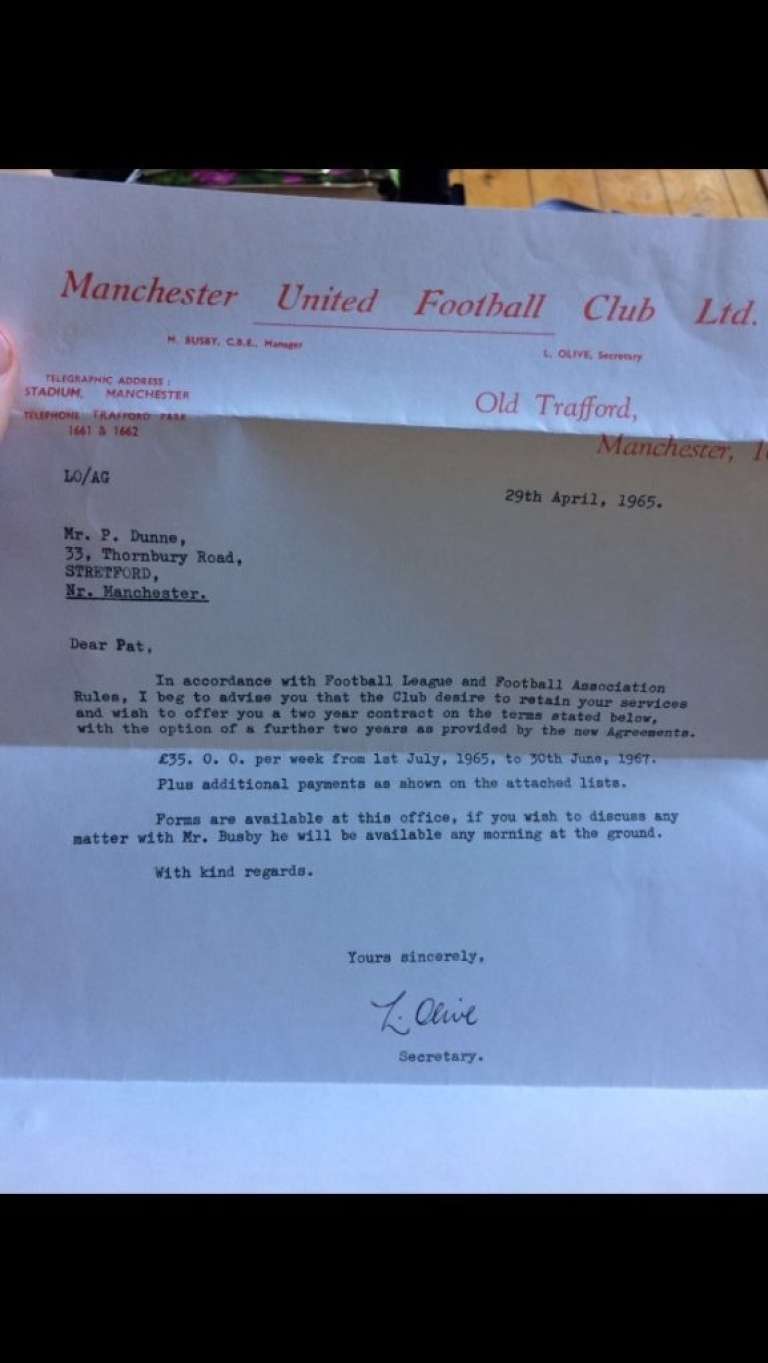 Manchester United Football Club Ltd.
M. BUSBY, C.B.E., Manager
L. OLIVE, Secretary
TELEGRAPHIC ADDRESS :
STADIUM, MANCHESTER
TELEPHONE TRAFFORD PARK
1661 & 1662
Old Trafford,
Manchester,
LO/AG
29th April, 1965.
Mr. P. Dunne,
33, Thornbury Road,
STRETFORD,
Nr. Manchester.
Dear Pat,
In accordance with Football League and Football Association
Rules, I beg to advise you that the Club desire to retain your services
and wish to offer you a two year contract on the terms stated below,
with the option of a further two years as provided by the new Agreements.
£35. 0. 0. per week from 1st July, 1965, to 30th June, 1967.
Plus additional payments as shown on the attached lists.
Forms are available at this office, if you wish to discuss any
matter with Mr. Busby he will be available any morning at the ground.
With kind regards.
Yours sincerely,
L. Olive
Secretary.